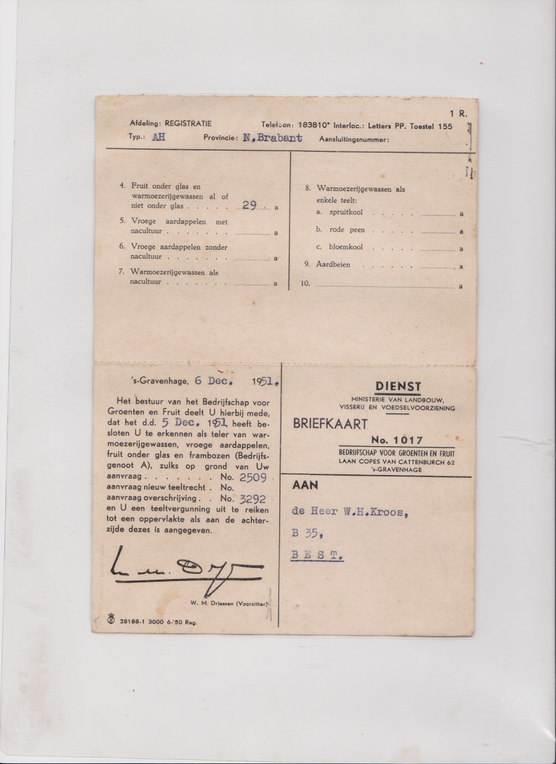 1 R.
Afdeling: REGISTRATIE Telefoon: 183810* Interloc.: Letters PP. Toestel 155
Typ.: AH Provincie: N.Brabant Aansluitingsnummer:
4. Fruit onder glas en
warmoezerijgewassen al of
niet onder glas . . . . . 29 a
5. Vroege aardappelen met
nacultuur . . . . . . . a
6. Vroege aardappelen zonder
nacultuur . . . . . . . a
7. Warmoezerijgewassen als
nacultuur . . . . . . . a
8. Warmoezerijgewassen als
enkele teelt:
a. spruitkool . . . . . a
b. rode peen . . . . . a
c. bloemkool . . . . . a
9. Aardbeien . . . . . . a
10. a
's-Gravenhage, 6 Dec. 1951.
Het bestuur van het Bedrijfschap voor
Groenten en Fruit deelt U hierbij mede,
dat het d.d. 5 Dec. 1951, heeft be-
sloten U te erkennen als teler van war-
moezerijgewassen, vroege aardappelen,
fruit onder glas en frambozen (Bedrijfs-
genoot A), zulks op grond van Uw
aanvraag . . . . . . . No. 2509
aanvraag nieuw teeltrecht . No.
aanvraag overschrijving . . No. 3292
en U een teeltvergunning uit te reiken
tot een oppervlakte als aan de achter-
zijde dezes is aangegeven.
W. M. Driessen (Voorzitter)
28188-1 3000 6-'50 Reg.
DIENST
MINISTERIE VAN LANDBOUW,
VISSERIJ EN VOEDSELVOORZIENING
BRIEFKAART
No. 1017
BEDRIJFSCHAP VOOR GROENTEN EN FRUIT
LAAN COPES VAN CATTENBURCH 62
's-GRAVENHAGE
AAN
de Heer W.H.Kroos,
B 35,
BEST.